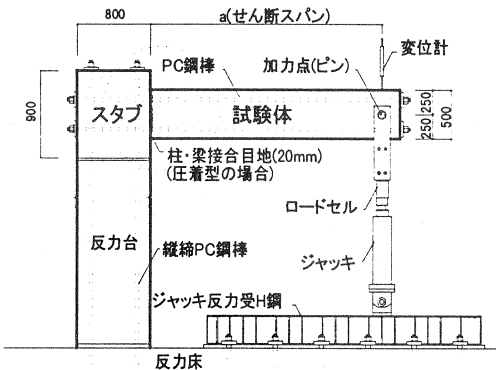 800
a(せん断スパン)
変位計
PC鋼棒
加力点(ピン)
900
スタブ
試験体
250
250
500
柱・梁接合目地(20mm)
(圧着型の場合)
ロードセル
反力台
縦締PC鋼棒
ジャッキ
ジャッキ反力受H鋼
反力床